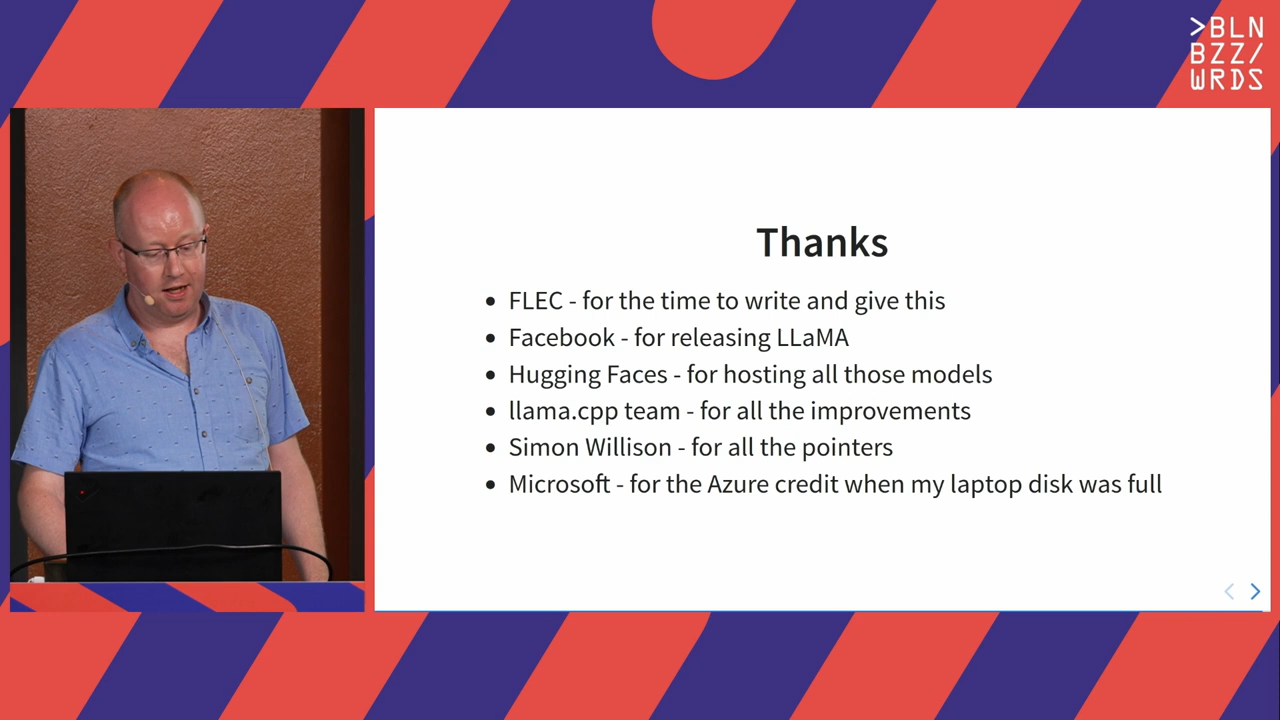 >BLN
BZZ/
WRDS
Thanks
• FLEC - for the time to write and give this
• Facebook - for releasing LLaMA
• Hugging Faces - for hosting all those models
• llama.cpp team - for all the improvements
• Simon Willison - for all the pointers
• Microsoft - for the Azure credit when my laptop disk was full